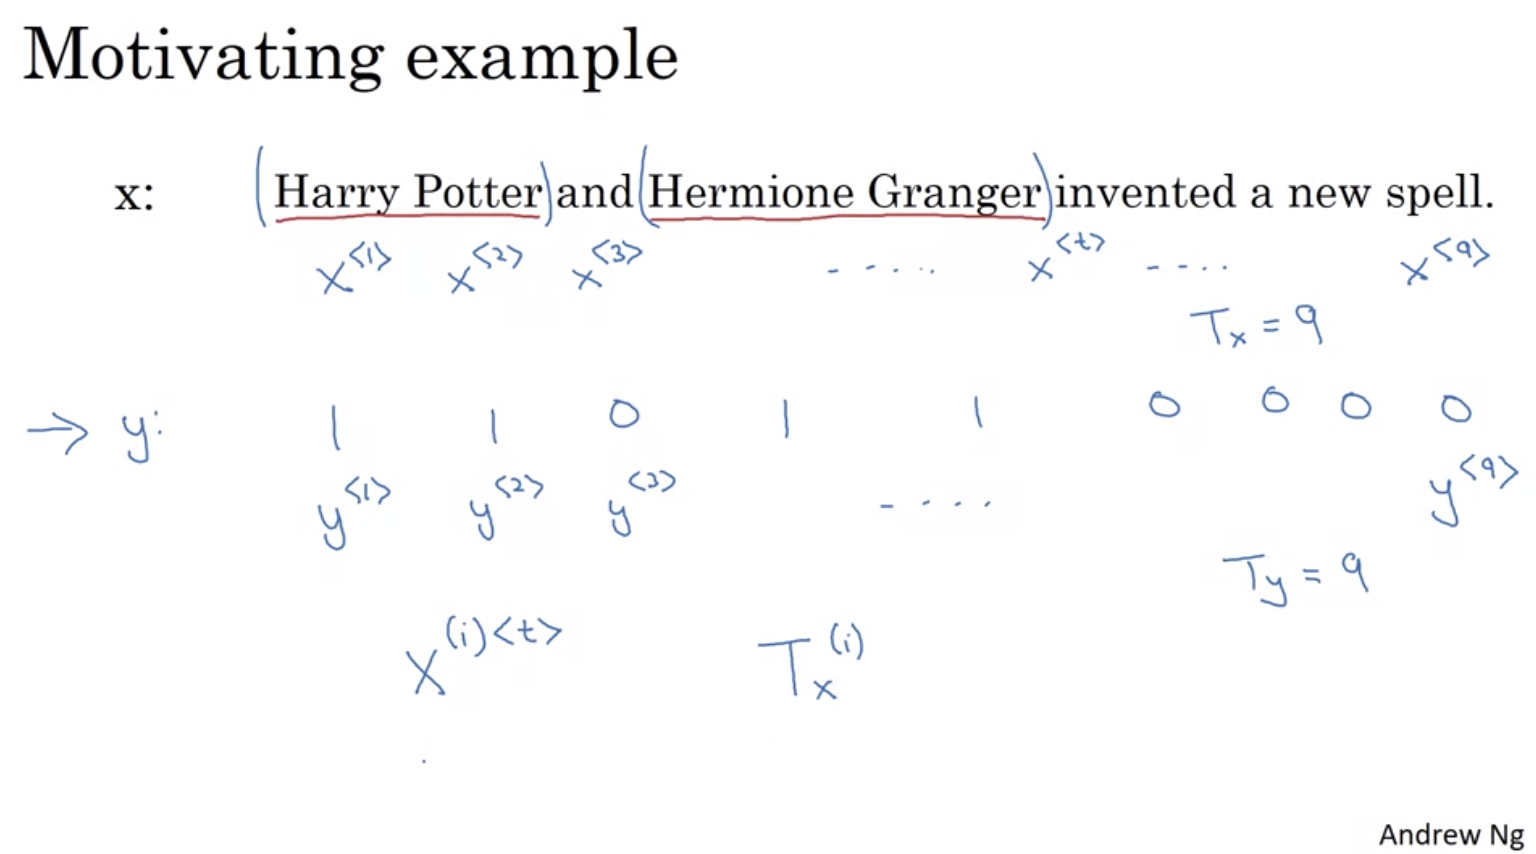 Motivating example
x: (Harry Potter) and (Hermione Granger) invented a new spell.
x<1> x<2> x<3> ..... x<t> .... x<9>
Tx = 9
→ y: 1 1 0 1 1 0 0 0 0
y<1> y<2> y<3> .... y<9>
Ty = 9
X(i)<t> Tx(i)
Andrew Ng